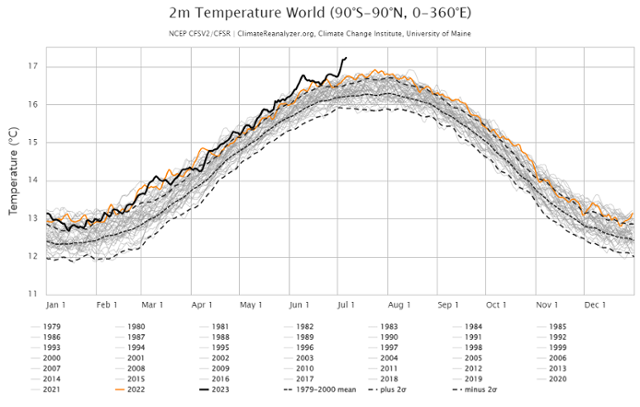 2m Temperature World (90°S–90°N, 0–360°E)
NCEP CFSV2/CFSR | ClimateReanalyzer.org, Climate Change Institute, University of Maine
Temperature (°C)
17
16
15
14
13
12
11
Jan 1 Feb 1 Mar 1 Apr 1 May 1 Jun 1 Jul 1 Aug 1 Sep 1 Oct 1 Nov 1 Dec 1
1979 1980 1981 1982 1983 1984 1985
1986 1987 1988 1989 1990 1991 1992
1993 1994 1995 1996 1997 1998 1999
2000 2001 2002 2003 2004 2005 2006
2007 2008 2009 2010 2011 2012 2013
2014 2015 2016 2017 2018 2019 2020
2021 2022 2023 1979–2000 mean plus 2σ minus 2σ